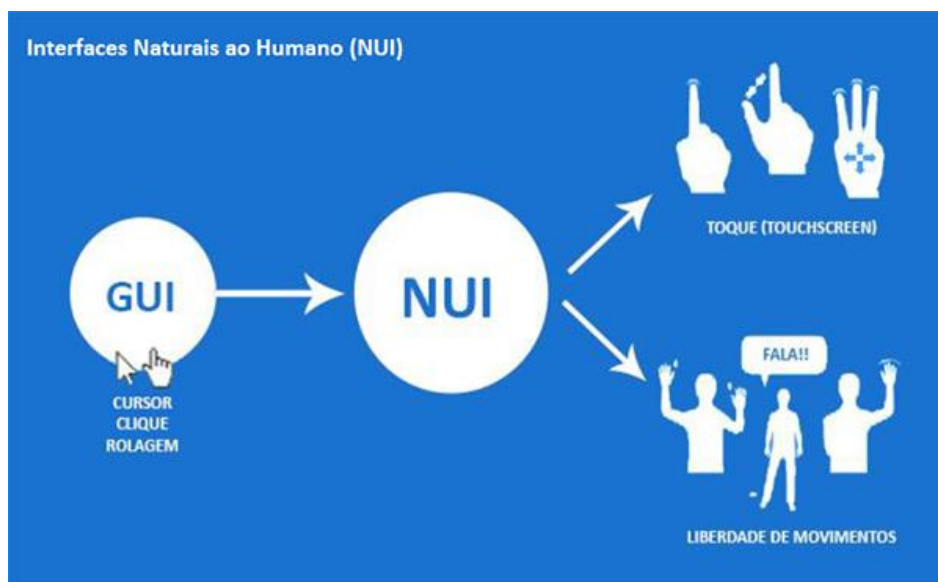 Interfaces Naturais ao Humano (NUI)
GUI
CURSOR
CLIQUE
ROLAGEM
NUI
TOQUE (TOUCHSCREEN)
FALA!!
LIBERDADE DE MOVIMENTOS